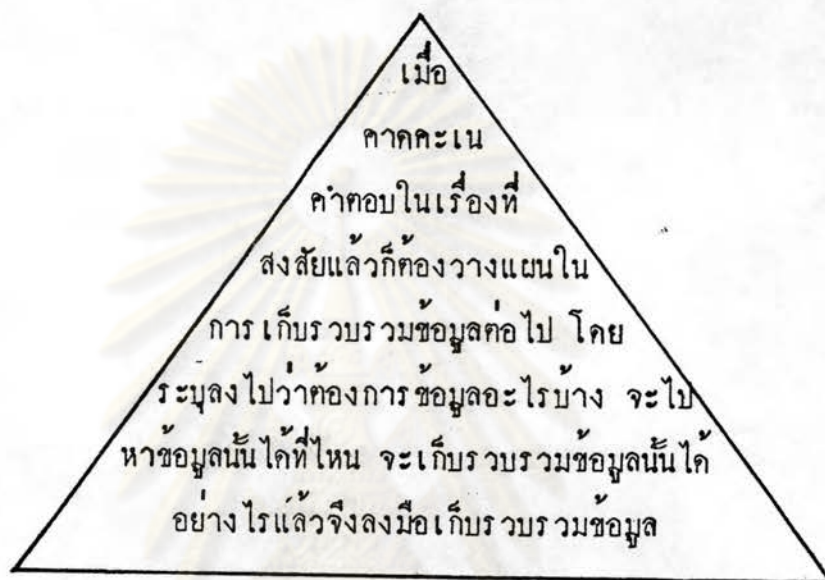 เมื่อ
คาดคะเน
คำตอบในเรื่องที่
สงสัยแล้วก็ต้องวางแผนใน
การเก็บรวบรวมข้อมูลต่อไป โดย
ระบุลงไปว่าต้องการข้อมูลอะไรบ้าง จะไป
หาข้อมูลนั้นได้ที่ไหน จะเก็บรวบรวมข้อมูลนั้นได้
อย่างไรแล้วจึงลงมือเก็บรวบรวมข้อมูล